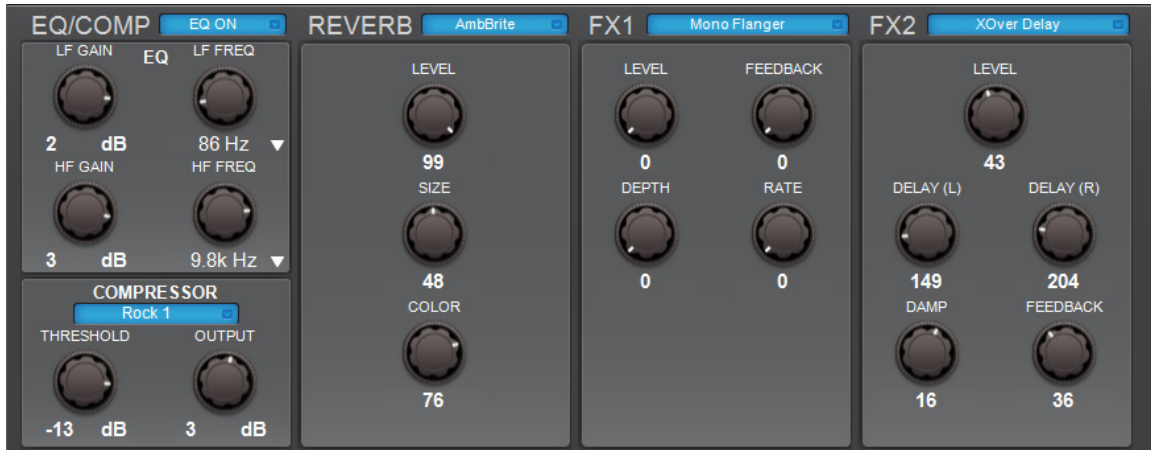 EQ/COMP EQ ON
LF GAIN EQ LF FREQ
2 dB 86 Hz
HF GAIN HF FREQ
3 dB 9.8k Hz
COMPRESSOR
Rock 1
THRESHOLD OUTPUT
-13 dB 3 dB
REVERB AmbBrite
LEVEL
99
SIZE
48
COLOR
76
FX1 Mono Flanger
LEVEL FEEDBACK
0 0
DEPTH RATE
0 0
FX2 XOver Delay
LEVEL
43
DELAY (L) DELAY (R)
149 204
DAMP FEEDBACK
16 36